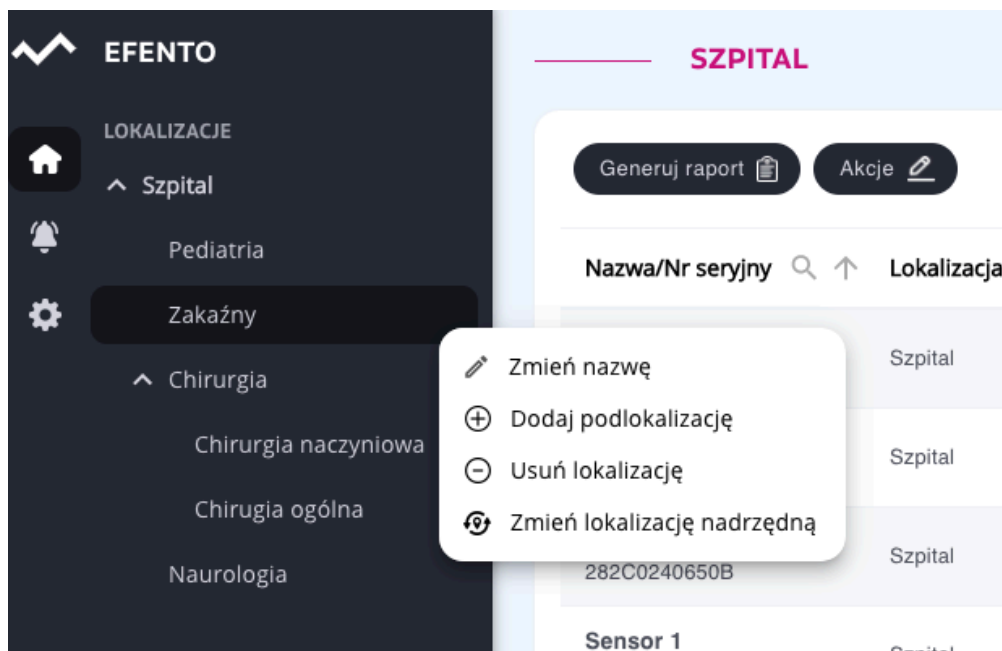 EFENTO
LOKALIZACJE
Szpital
Pediatria
Zakaźny
Chirurgia
Chirurgia naczyniowa
Chirugia ogólna
Naurologia
Zmień nazwę
Dodaj podlokalizację
Usuń lokalizację
Zmień lokalizację nadrzędną
SZPITAL
Generuj raport
Akcje
Nazwa/Nr seryjny
Lokalizacja
Szpital
Szpital
282C0240650B
Szpital
Sensor 1